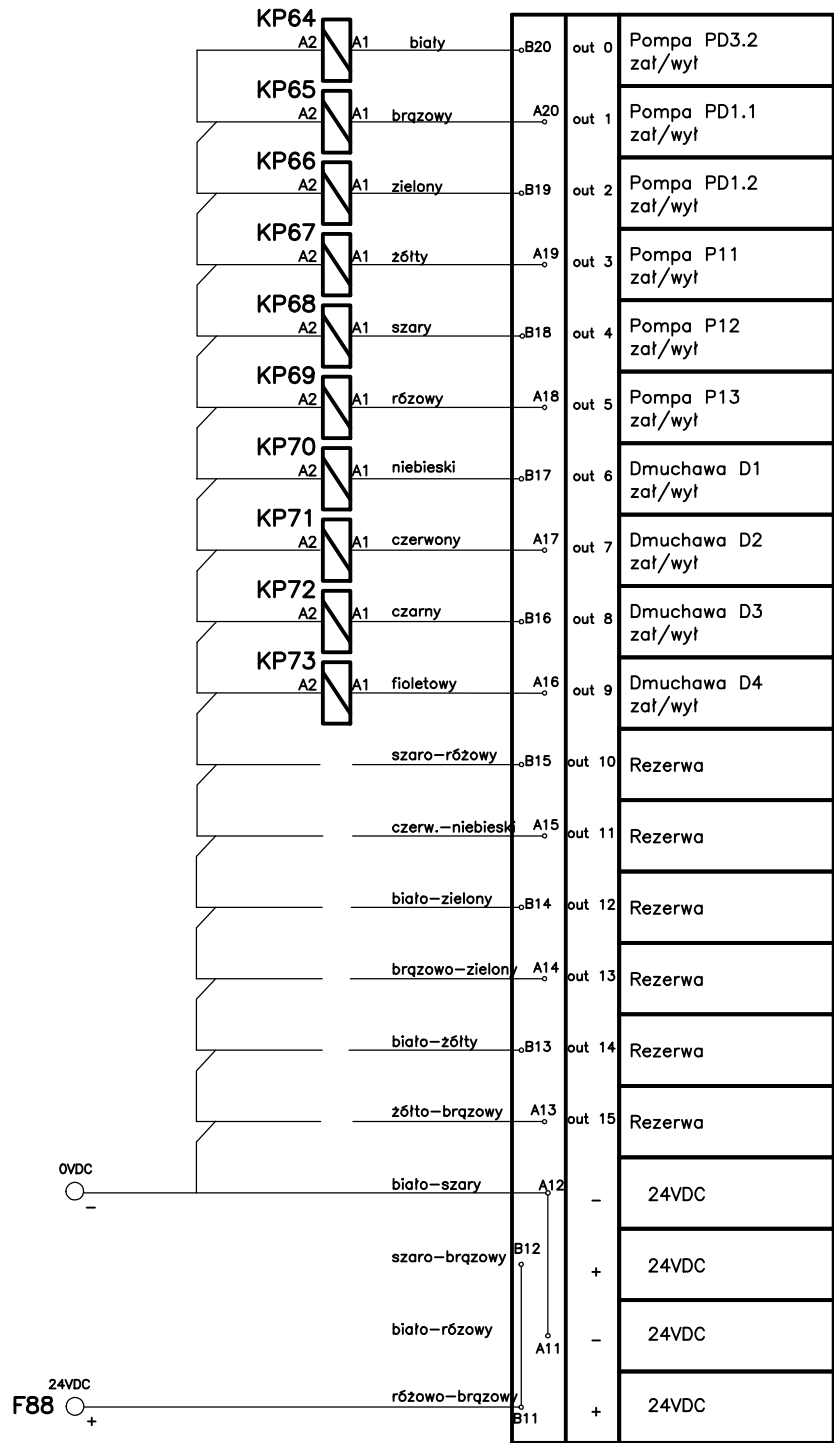 KP64
A2 A1 biały B20 out 0 Pompa PD3.2
zał/wył
KP65
A2 A1 brązowy A20 out 1 Pompa PD1.1
zał/wył
KP66
A2 A1 zielony B19 out 2 Pompa PD1.2
zał/wył
KP67
A2 A1 żółty A19 out 3 Pompa P11
zał/wył
KP68
A2 A1 szary B18 out 4 Pompa P12
zał/wył
KP69
A2 A1 rózowy A18 out 5 Pompa P13
zał/wył
KP70
A2 A1 niebieski B17 out 6 Dmuchawa D1
zał/wył
KP71
A2 A1 czerwony A17 out 7 Dmuchawa D2
zał/wył
KP72
A2 A1 czarny B16 out 8 Dmuchawa D3
zał/wył
KP73
A2 A1 fioletowy A16 out 9 Dmuchawa D4
zał/wył
szaro-różowy B15 out 10 Rezerwa
czerw.-niebieski A15 out 11 Rezerwa
biało-zielony B14 out 12 Rezerwa
brązowo-zielony A14 out 13 Rezerwa
biało-żółty B13 out 14 Rezerwa
żółto-brązowy A13 out 15 Rezerwa
0VDC
- biało-szary A12 - 24VDC
szaro-brązowy B12 + 24VDC
biało-rózowy A11 - 24VDC
24VDC
F88 + różowo-brązowy B11 + 24VDC